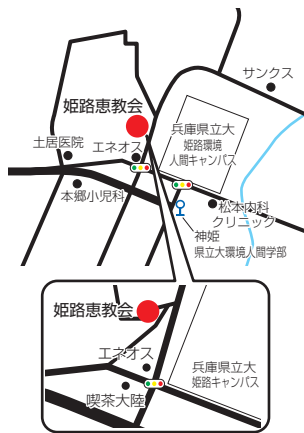 サンクス
姫路恵教会
兵庫県立大
姫路環境
人間キャンパス
土居医院
エネオス
本郷小児科
松本内科
クリニック
神姫
県立大環境人間学部
姫路恵教会
エネオス
兵庫県立大
姫路キャンパス
喫茶大陸